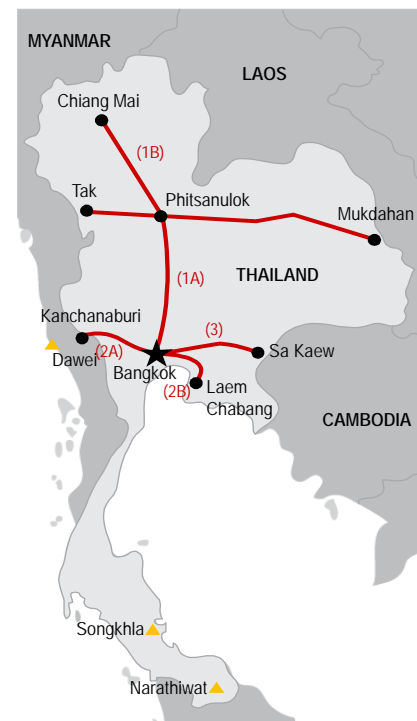 MYANMAR
LAOS
Chiang Mai
(1B)
Tak
Phitsanulok
Mukdahan
(1A)
THAILAND
Kanchanaburi
(3)
(2A)
Sa Kaew
Dawei
Bangkok
(2B)
Laem
Chabang
CAMBODIA
Songkhla
Narathiwat